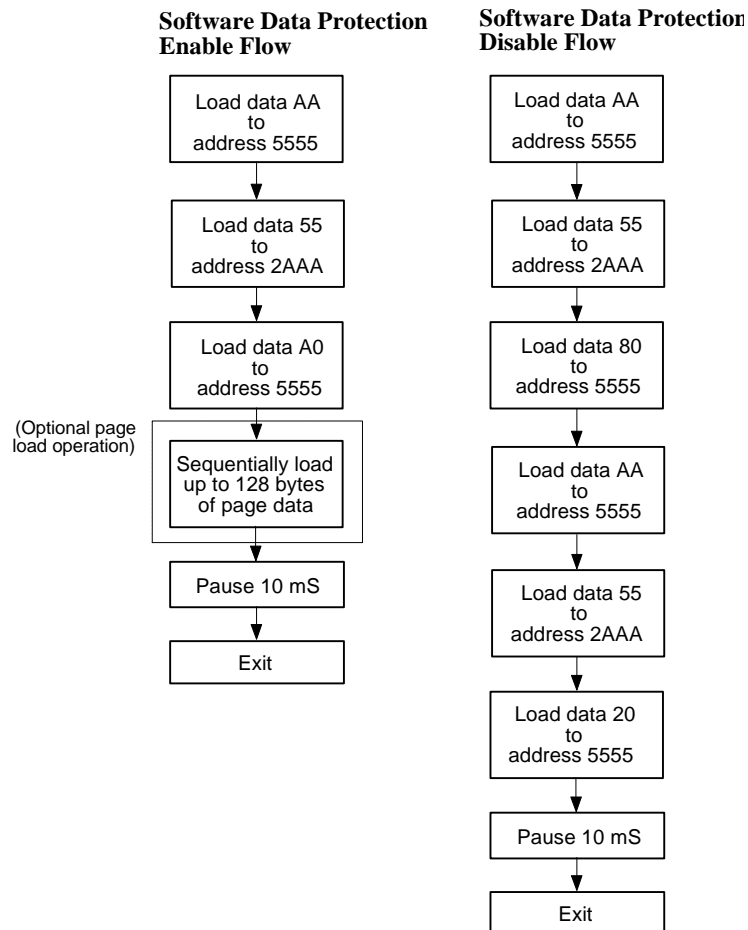 Software Data Protection
Enable Flow
Load data AA
to
address 5555
Load data 55
to
address 2AAA
Load data A0
to
address 5555
(Optional page
load operation)
Sequentially load
up to 128 bytes
of page data
Pause 10 mS
Exit
Software Data Protection
Disable Flow
Load data AA
to
address 5555
Load data 55
to
address 2AAA
Load data 80
to
address 5555
Load data AA
to
address 5555
Load data 55
to
address 2AAA
Load data 20
to
address 5555
Pause 10 mS
Exit